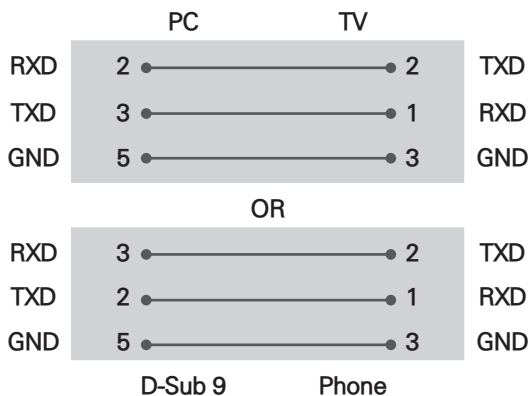 PC TV
RXD 2 2 TXD
TXD 3 1 RXD
GND 5 3 GND
OR
RXD 3 2 TXD
TXD 2 1 RXD
GND 5 3 GND
D-Sub 9 Phone